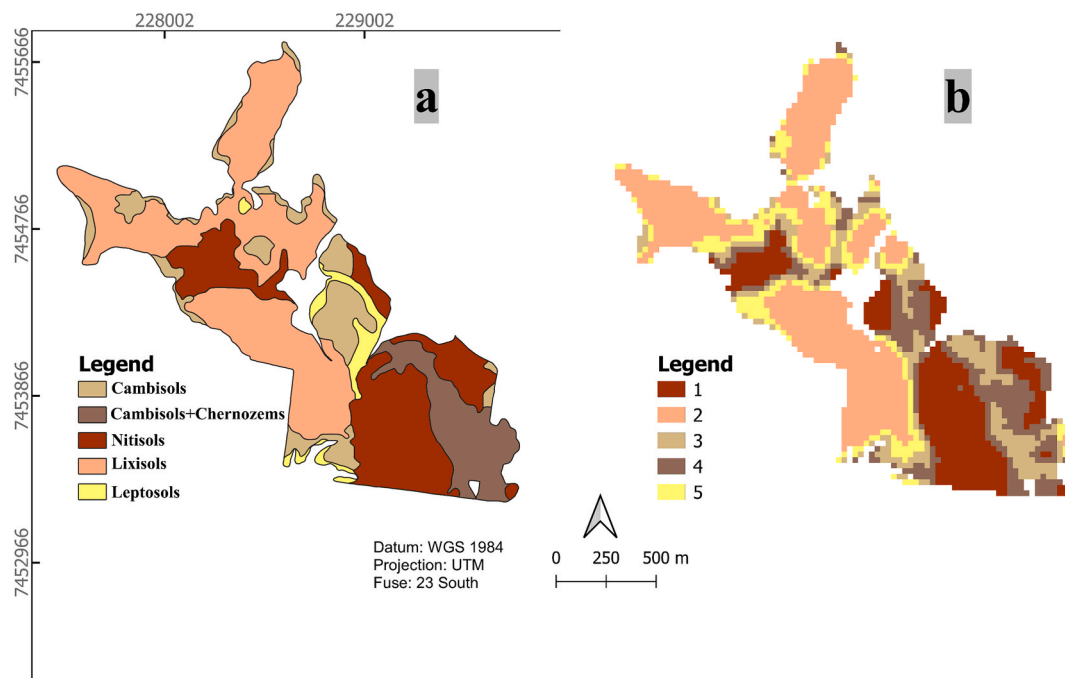 228002
229002
7455666
7454766
7453866
7452966
a
b
Legend
Cambisols
Cambisols+Chernozems
Nitisols
Lixisols
Leptosols
Legend
1
2
3
4
5
Datum: WGS 1984
Projection: UTM
Fuse: 23 South
0 250 500 m